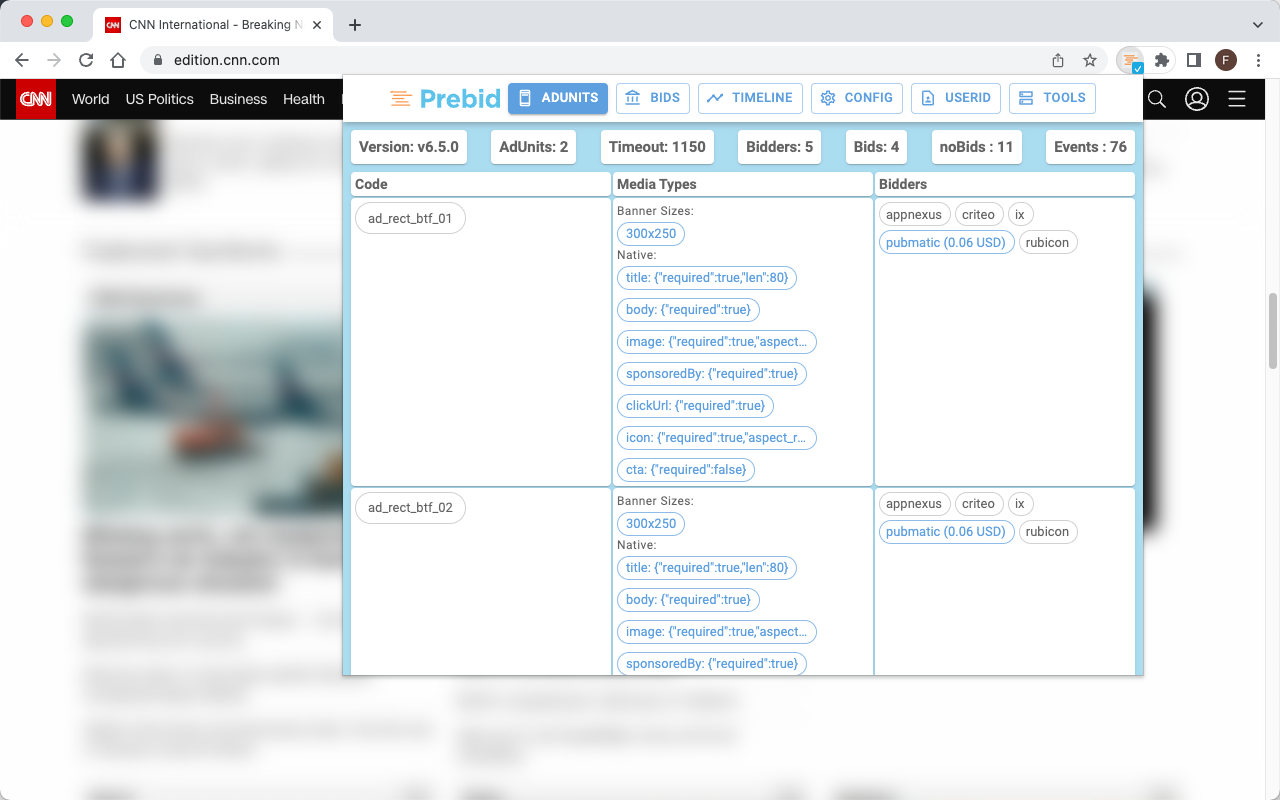 CNN CNN International - Breaking N
edition.cnn.com
F
CNN World US Politics Business Health
Prebid ADUNITS BIDS TIMELINE CONFIG USERID TOOLS
Version: v6.5.0 AdUnits: 2 Timeout: 1150 Bidders: 5 Bids: 4 noBids : 11 Events : 76
Code Media Types Bidders
ad_rect_btf_01
Banner Sizes:
300x250
Native:
title: {"required":true,"len":80}
body: {"required":true}
image: {"required":true,"aspect...
sponsoredBy: {"required":true}
clickUrl: {"required":true}
icon: {"required":true,"aspect_r...
cta: {"required":false}
appnexus criteo ix
pubmatic (0.06 USD) rubicon
ad_rect_btf_02
Banner Sizes:
300x250
Native:
title: {"required":true,"len":80}
body: {"required":true}
image: {"required":true,"aspect...
sponsoredBy: {"required":true}
appnexus criteo ix
pubmatic (0.06 USD) rubicon